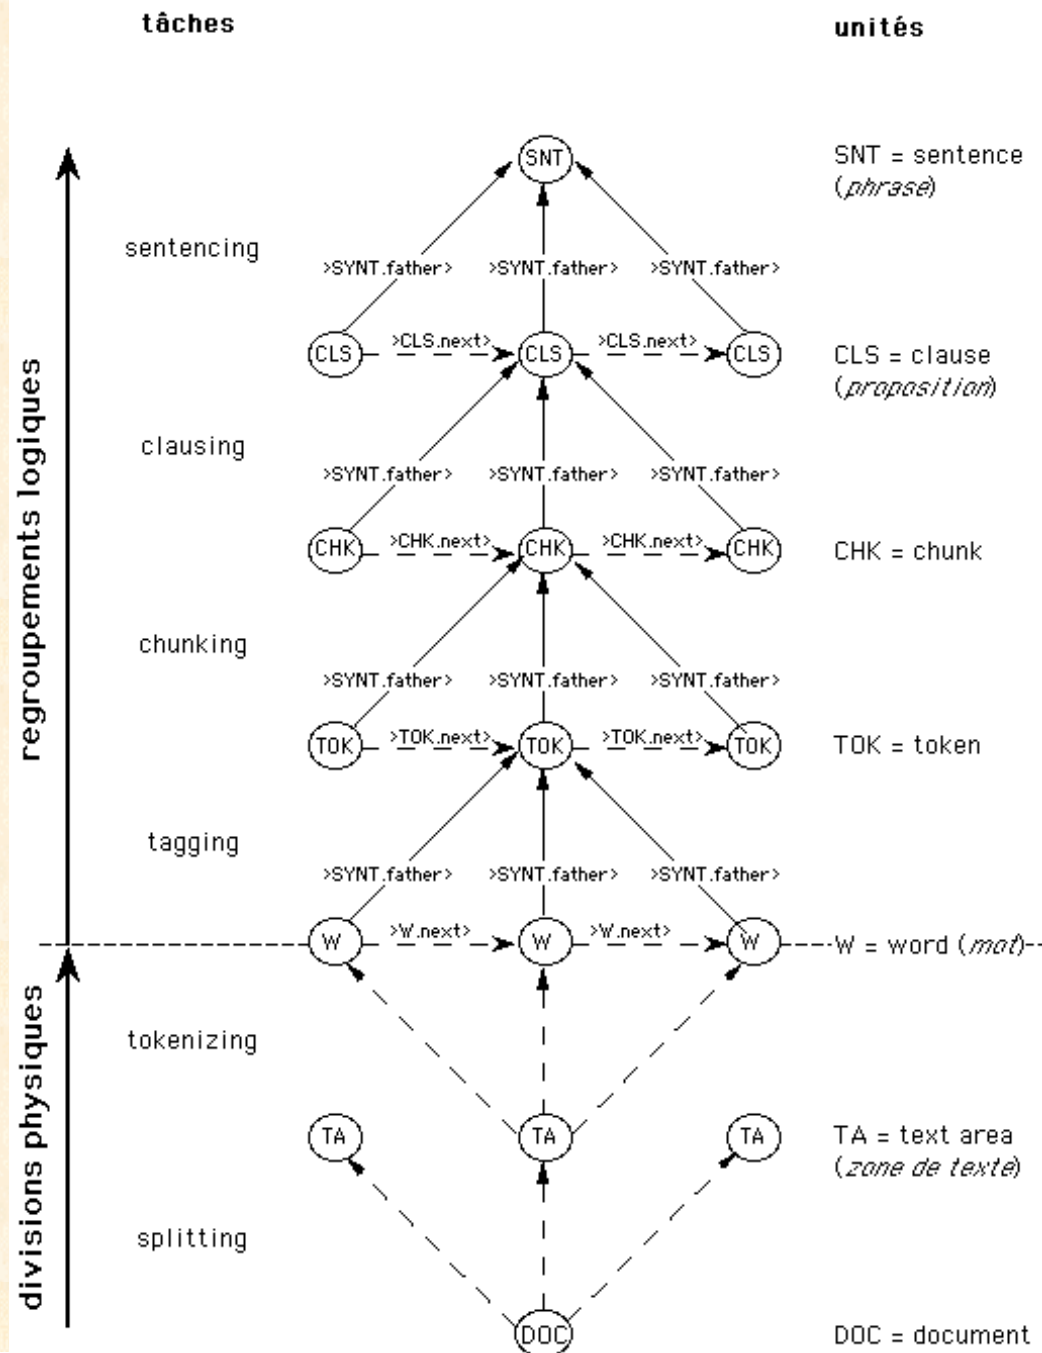 tâches
unités
SNT
SNT = sentence
(phrase)
sentencing
>SYNT.father> >SYNT.father> >SYNT.father>
CLS >CLS.next> CLS >CLS.next> CLS
CLS = clause
(proposition)
clausing
>SYNT.father> >SYNT.father> >SYNT.father>
CHK >CHK.next> CHK >CHK.next> CHK
CHK = chunk
chunking
>SYNT.father> >SYNT.father> >SYNT.father>
TOK >TOK.next> TOK >TOK.next> TOK
TOK = token
tagging
>SYNT.father> >SYNT.father> >SYNT.father>
W >W.next> W >W.next> W
W = word (mot)
tokenizing
TA TA TA
TA = text area
(zone de texte)
splitting
DOC
DOC = document
regroupements logiques
divisions physiques